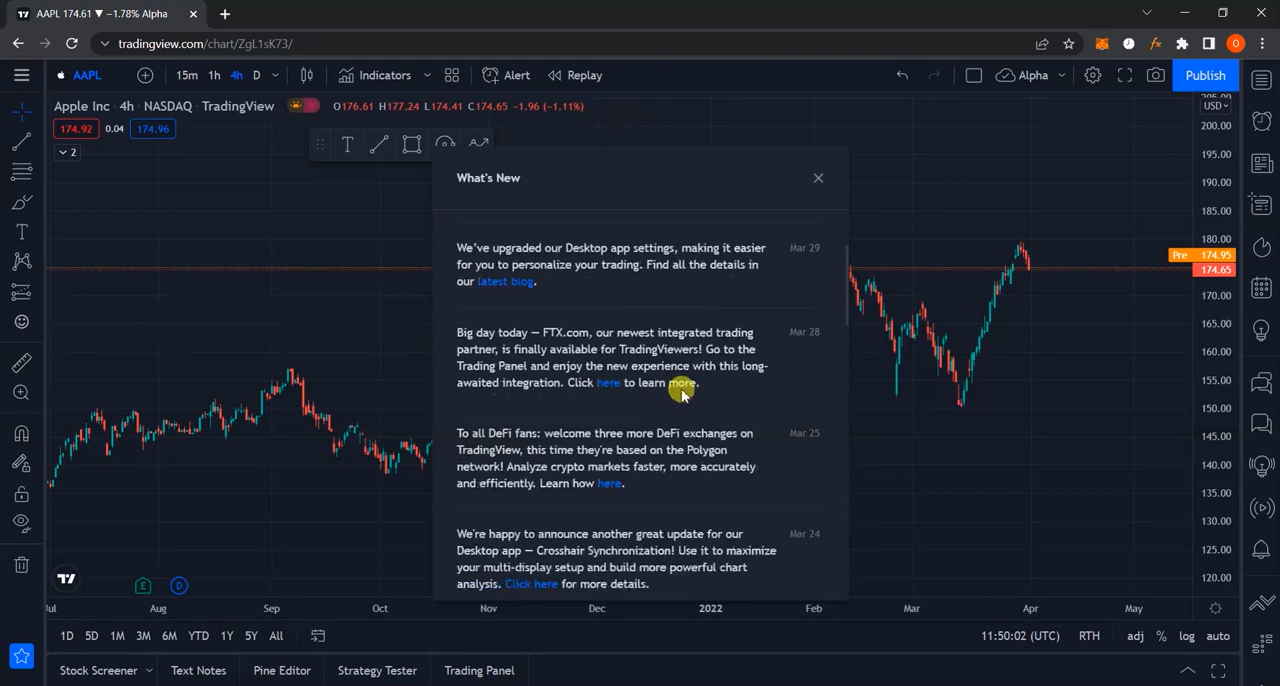 AAPL 174.61 ▼ −1.78% Alpha
tradingview.com/chart/ZgL1sK73/
O
AAPL 15m 1h 4h D Indicators Alert Replay Alpha Publish
Apple Inc · 4h · NASDAQ · TradingView O176.61 H177.24 L174.41 C174.65 −1.96 (−1.11%)
174.92 0.04 174.96
2
USD
205.00
200.00
195.00
190.00
185.00
180.00
Pre 174.95
174.65
170.00
165.00
160.00
155.00
150.00
145.00
140.00
135.00
130.00
125.00
120.00
What's New
We've upgraded our Desktop app settings, making it easier Mar 29
for you to personalize your trading. Find all the details in
our latest blog.
Big day today — FTX.com, our newest integrated trading Mar 28
partner, is finally available for TradingViewers! Go to the
Trading Panel and enjoy the new experience with this long-
awaited integration. Click here to learn more.
To all DeFi fans: welcome three more DeFi exchanges on Mar 25
TradingView, this time they're based on the Polygon
network! Analyze crypto markets faster, more accurately
and efficiently. Learn how here.
We're happy to announce another great update for our Mar 24
Desktop app — Crosshair Synchronization! Use it to maximize
your multi-display setup and build more powerful chart
analysis. Click here for more details.
E D
Jul Aug Sep Oct Nov Dec 2022 Feb Mar Apr May
1D 5D 1M 3M 6M YTD 1Y 5Y All 11:50:02 (UTC) RTH adj % log auto
Stock Screener Text Notes Pine Editor Strategy Tester Trading Panel